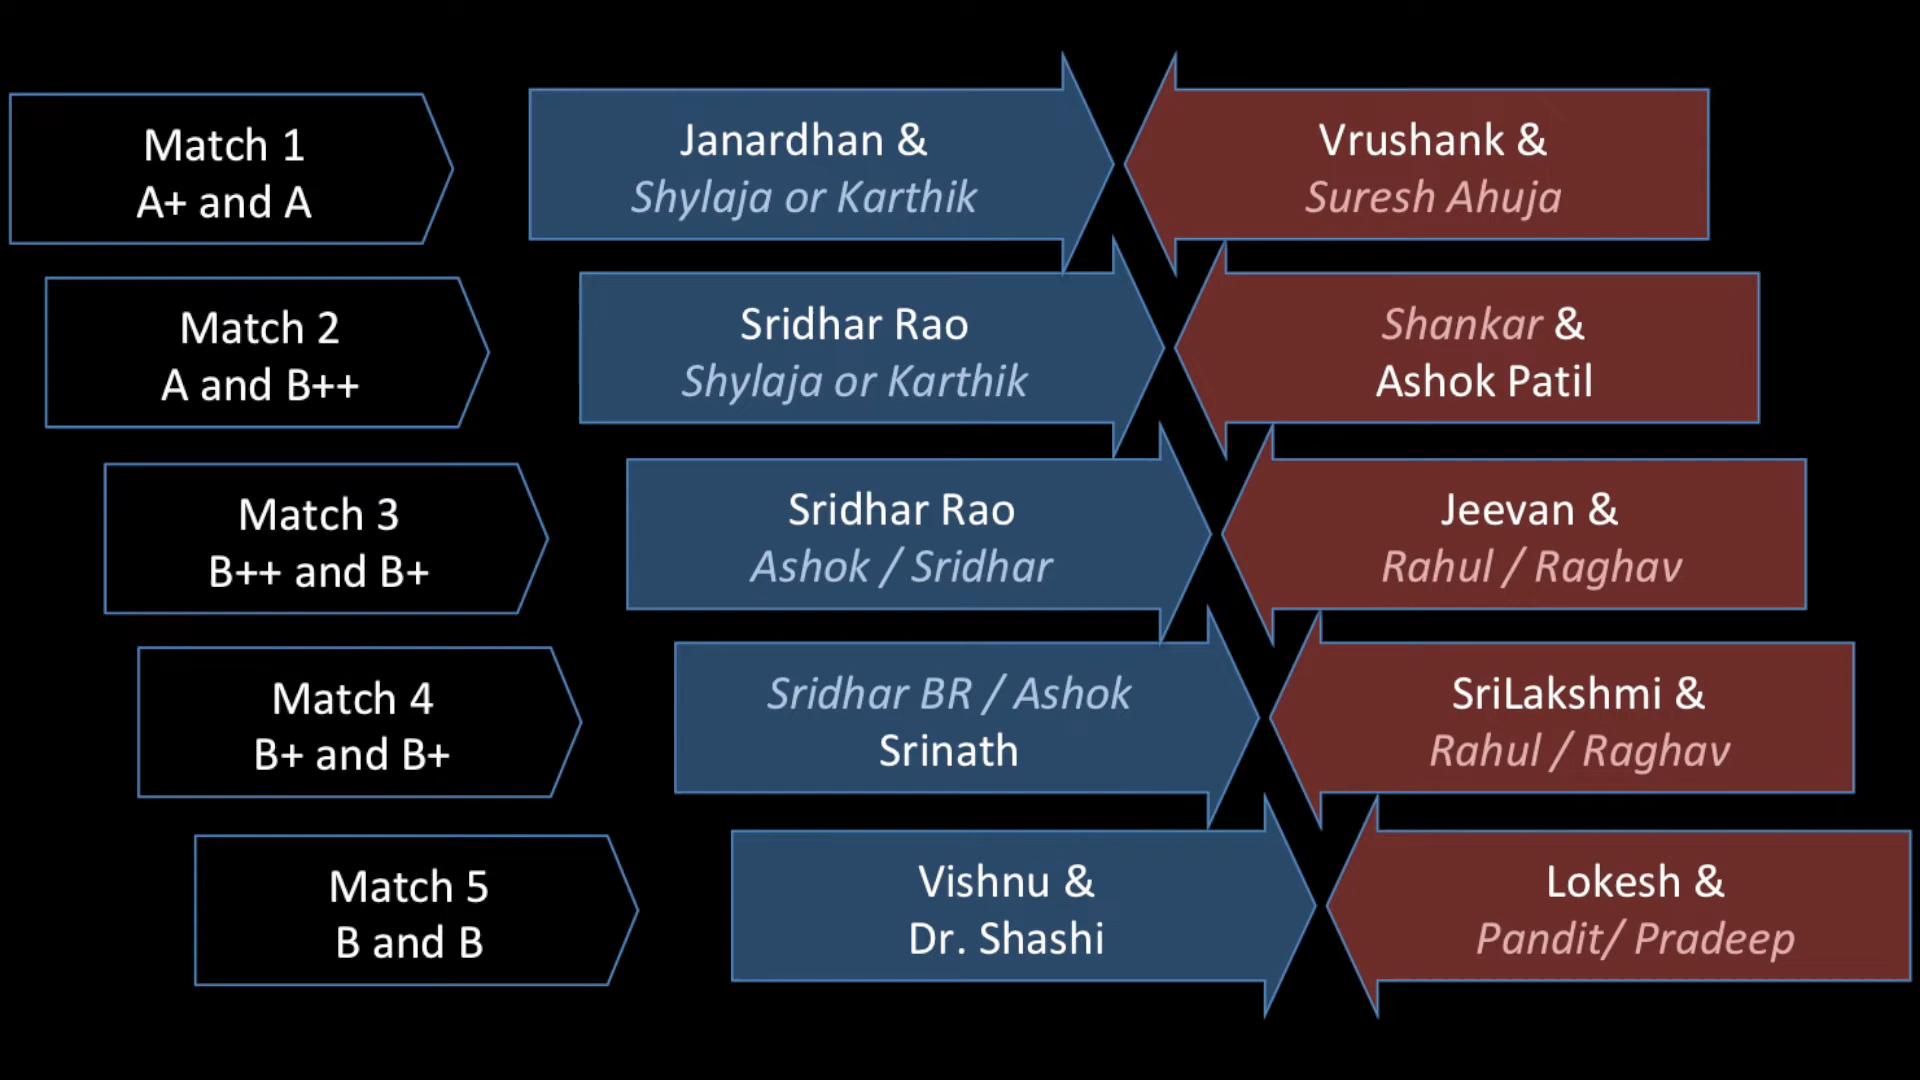 Match 1
A+ and A
Janardhan &
Shylaja or Karthik
Vrushank &
Suresh Ahuja
Match 2
A and B++
Sridhar Rao
Shylaja or Karthik
Shankar &
Ashok Patil
Match 3
B++ and B+
Sridhar Rao
Ashok / Sridhar
Jeevan &
Rahul / Raghav
Match 4
B+ and B+
Sridhar BR / Ashok
Srinath
SriLakshmi &
Rahul / Raghav
Match 5
B and B
Vishnu &
Dr. Shashi
Lokesh &
Pandit/ Pradeep